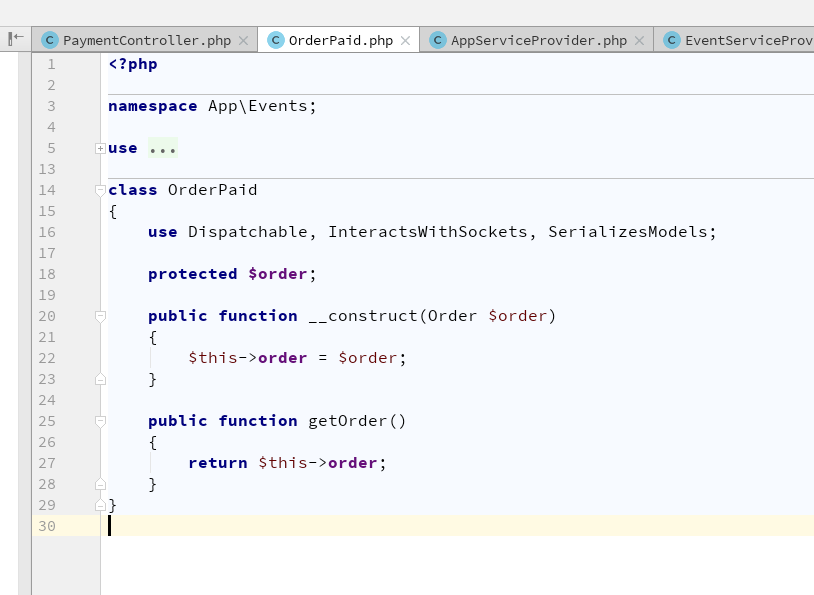 PaymentController.php
OrderPaid.php
AppServiceProvider.php
EventServiceProv
1 <?php
2
3 namespace App\Events;
4
5 use ...
13
14 class OrderPaid
15 {
16 use Dispatchable, InteractsWithSockets, SerializesModels;
17
18 protected $order;
19
20 public function __construct(Order $order)
21 {
22 $this->order = $order;
23 }
24
25 public function getOrder()
26 {
27 return $this->order;
28 }
29 }
30